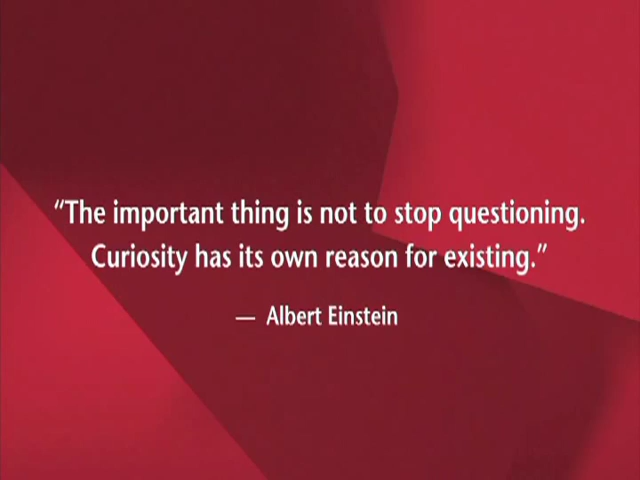 “The important thing is not to stop questioning.
Curiosity has its own reason for existing.”
— Albert Einstein